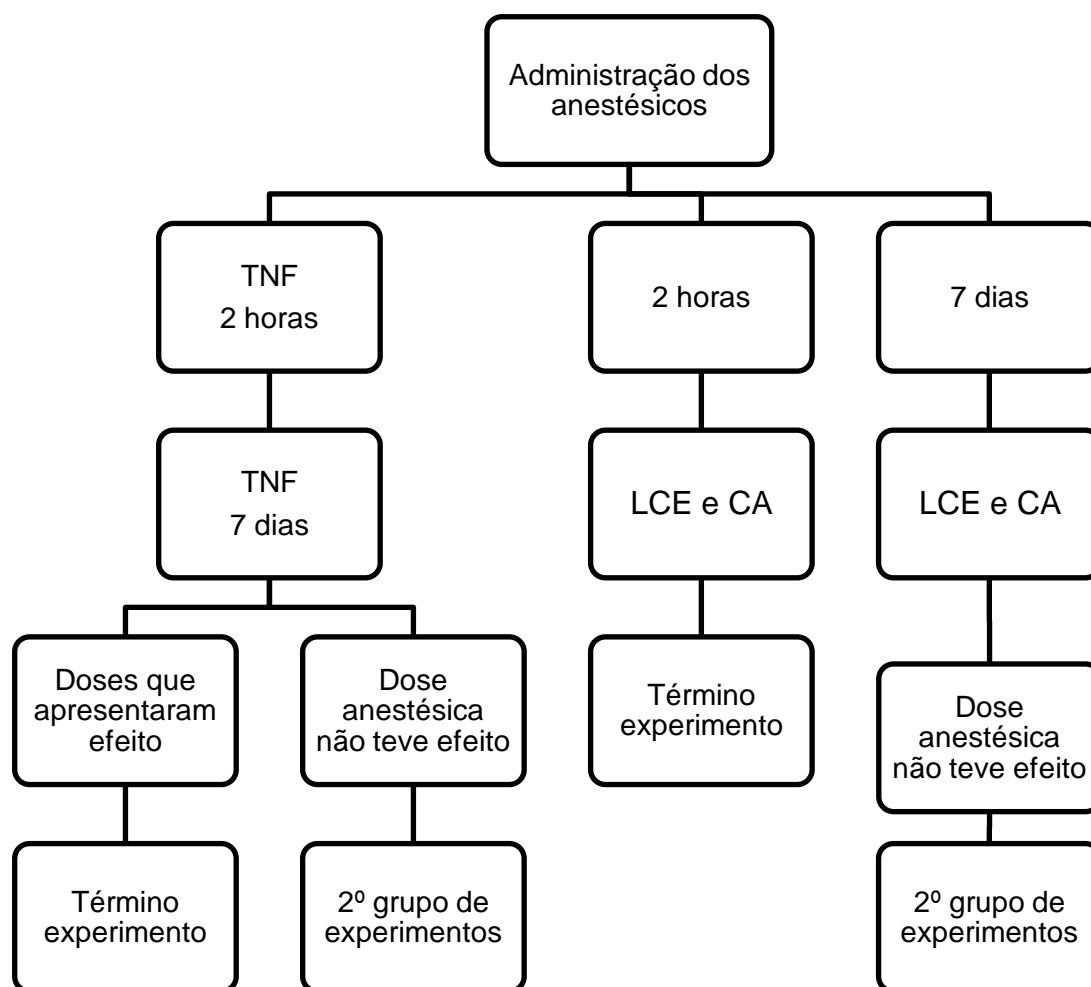 Administração dos
anestésicos
TNF
2 horas
2 horas
7 dias
TNF
7 dias
LCE e CA
LCE e CA
Doses que
apresentaram
efeito
Dose
anestésica
não teve efeito
Término
experimento
Dose
anestésica
não teve efeito
Término
experimento
2º grupo de
experimentos
2º grupo de
experimentos